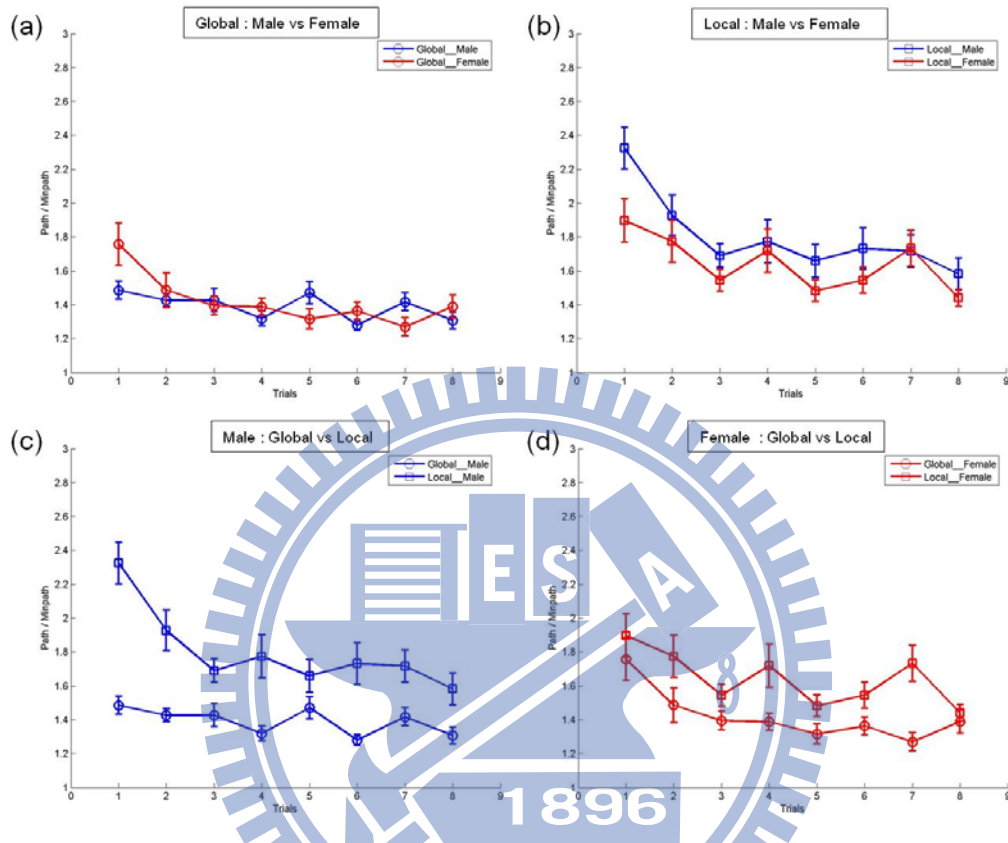 (a)
Global : Male vs Female
Global__Male
Global__Female
3
2.8
2.6
2.4
2.2
2
1.8
1.6
1.4
1.2
1
Path / Minpath
0 1 2 3 4 5 6 7 8 9
Trials
(b)
Local : Male vs Female
Local__Male
Local__Female
3
2.8
2.6
2.4
2.2
2
1.8
1.6
1.4
1.2
1
Path / Minpath
0 1 2 3 4 5 6 7 8 9
Trials
(c)
Male : Global vs Local
Global__Male
Local__Male
3
2.8
2.6
2.4
2.2
2
1.8
1.6
1.4
1.2
1
Path / Minpath
0 1 2 3 4 5 6 7 8 9
Trials
(d)
Female : Global vs Local
Global__Female
Local__Female
3
2.8
2.6
2.4
2.2
2
1.8
1.6
1.4
1.2
1
Path / Minpath
0 1 2 3 4 5 6 7 8 9
Trials
E S A
1896